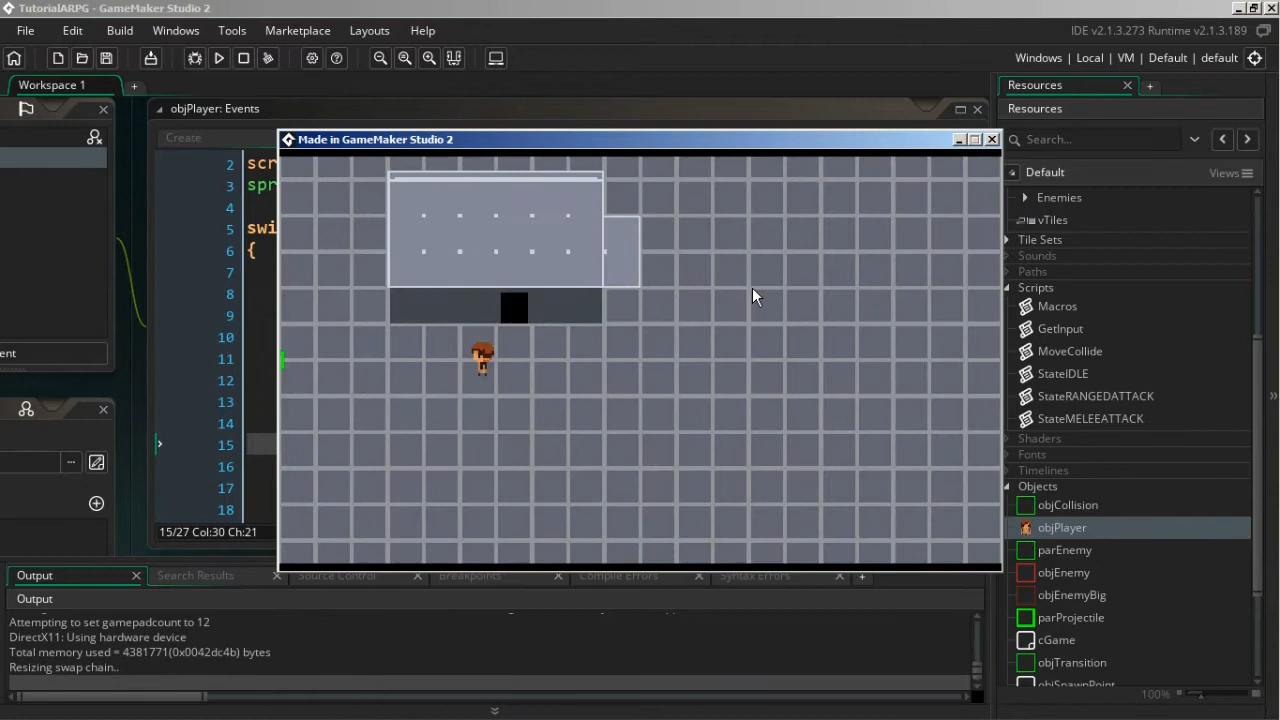 TutorialARPG - GameMaker Studio 2
File Edit Build Windows Tools Marketplace Layouts Help
IDE v2.1.3.273 Runtime v2.1.3.189
Windows | Local | VM | Default | default
Workspace 1
objPlayer: Events
Create
Made in GameMaker Studio 2
2 scr
3 spr
4
5 swi
6 {
7
8
9
10
11
12
13
14
15
16
17
18
ent
15/27 Col:30 Ch:21
Output
Search Results
Source Control
Breakpoints
Compile Errors
Syntax Errors
Output
Attempting to set gamepadcount to 12
DirectX11: Using hardware device
Total memory used = 4381771(0x0042dc4b) bytes
Resizing swap chain..
Resources
Resources
Search...
Default
Views
Enemies
vTiles
Tile Sets
Sounds
Paths
Scripts
Macros
GetInput
MoveCollide
StateIDLE
StateRANGEDATTACK
StateMELEEATTACK
Shaders
Fonts
Timelines
Objects
objCollision
objPlayer
parEnemy
objEnemy
objEnemyBig
parProjectile
cGame
objTransition
objSpawnPoint
100%